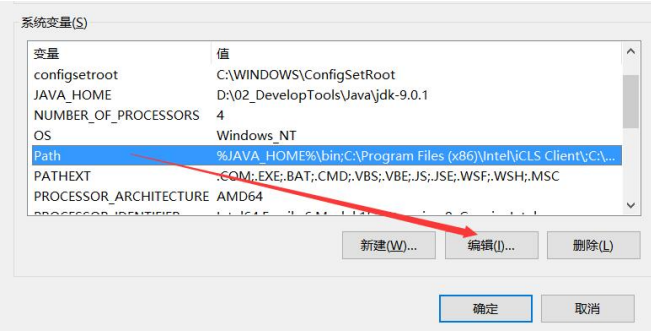 系统变量(S)
变量 值
configsetroot C:\WINDOWS\ConfigSetRoot
JAVA_HOME D:\02_DevelopTools\Java\jdk-9.0.1
NUMBER_OF_PROCESSORS 4
OS Windows_NT
Path %JAVA_HOME%\bin;C:\Program Files (x86)\Intel\iCLS Client\;C:\...
PATHEXT .COM;.EXE;.BAT;.CMD;.VBS;.VBE;.JS;.JSE;.WSF;.WSH;.MSC
PROCESSOR_ARCHITECTURE AMD64
新建(W)... 编辑(I)... 删除(L)
确定 取消